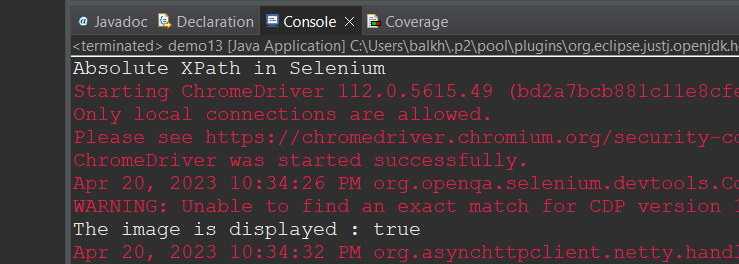 Javadoc Declaration Console Coverage
<terminated> demo13 [Java Application] C:\Users\balkh\.p2\pool\plugins\org.eclipse.justj.openjdk.h
Absolute XPath in Selenium
Starting ChromeDriver 112.0.5615.49 (bd2a7bcb881c11e8cfe
Only local connections are allowed.
Please see https://chromedriver.chromium.org/security-co
ChromeDriver was started successfully.
Apr 20, 2023 10:34:26 PM org.openqa.selenium.devtools.Co
WARNING: Unable to find an exact match for CDP version 1
The image is displayed : true
Apr 20, 2023 10:34:32 PM org.asynchttpclient.netty.handl